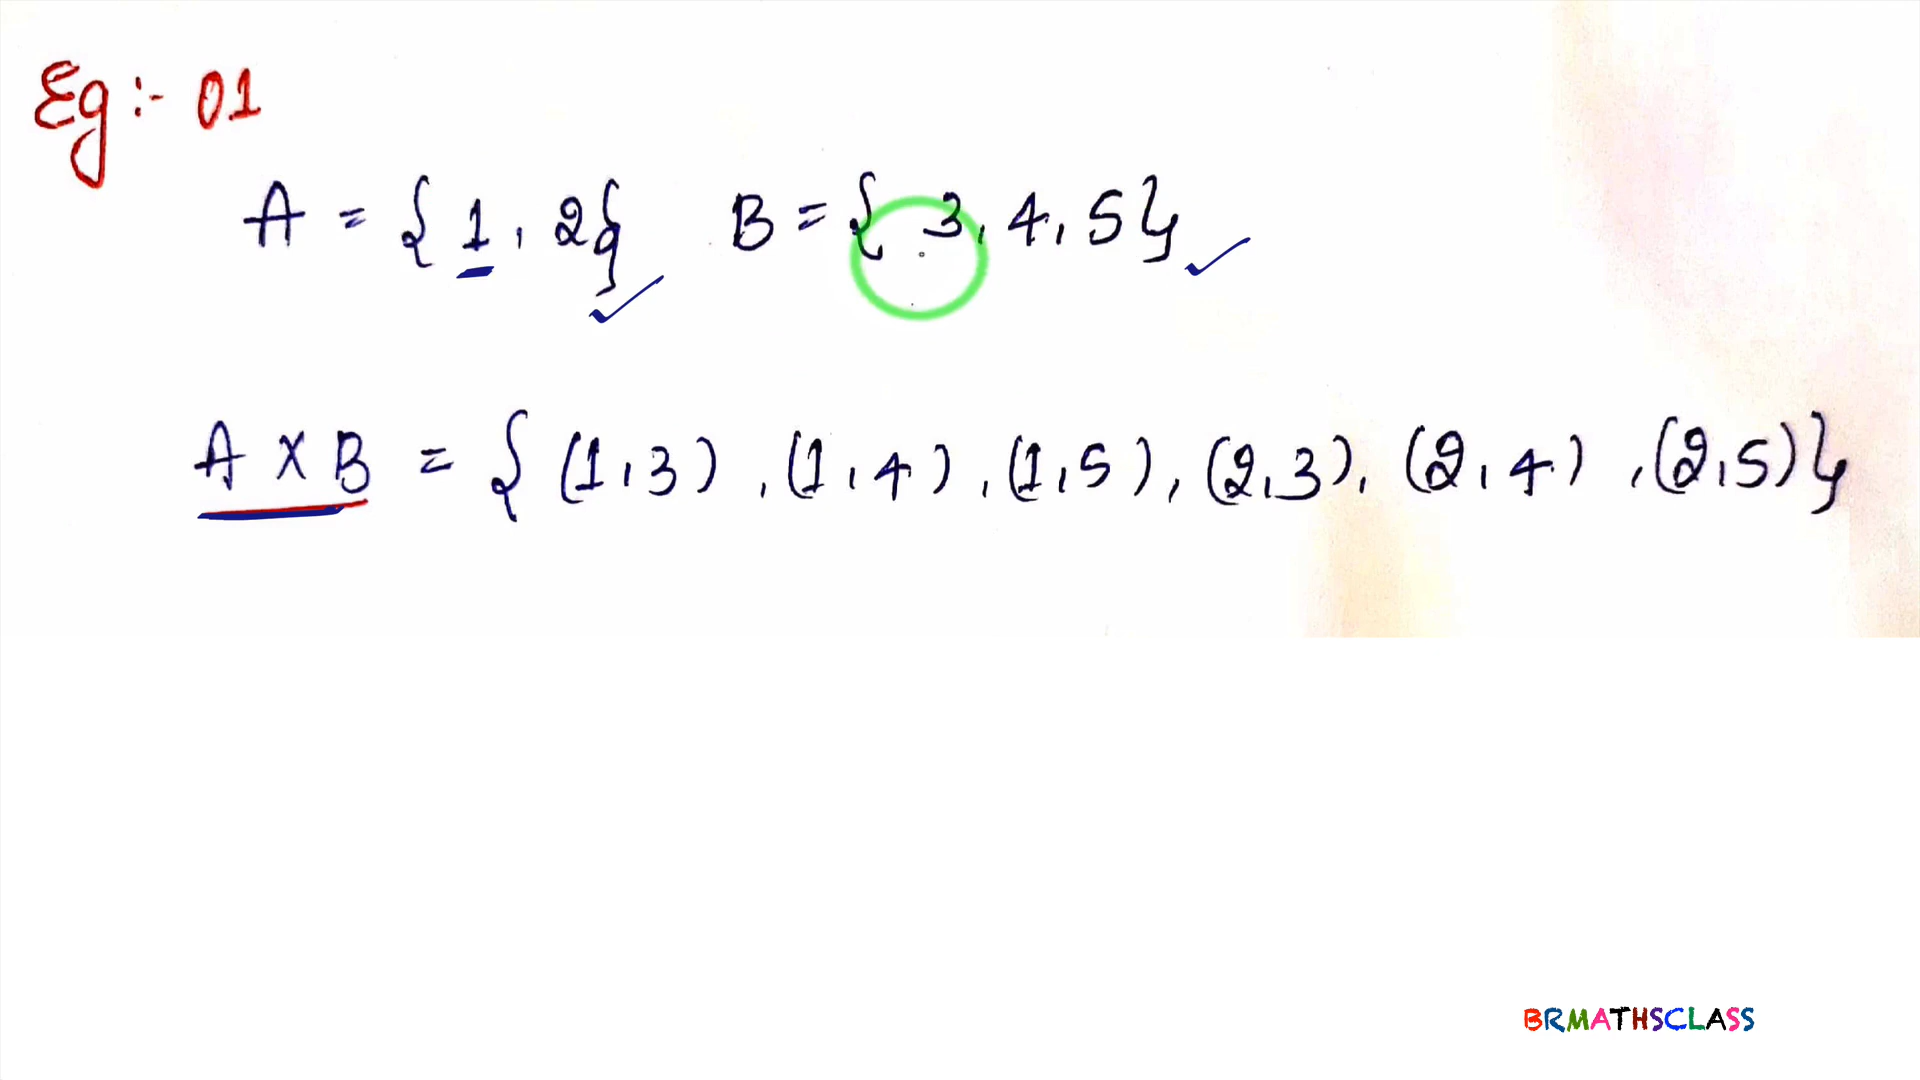 Eg :- 01
A = { 1, 2} B = { 3, 4, 5}
A X B = { (1, 3), (1, 4), (1, 5), (2, 3), (2, 4), (2, 5)}
BRMATHSCLASS